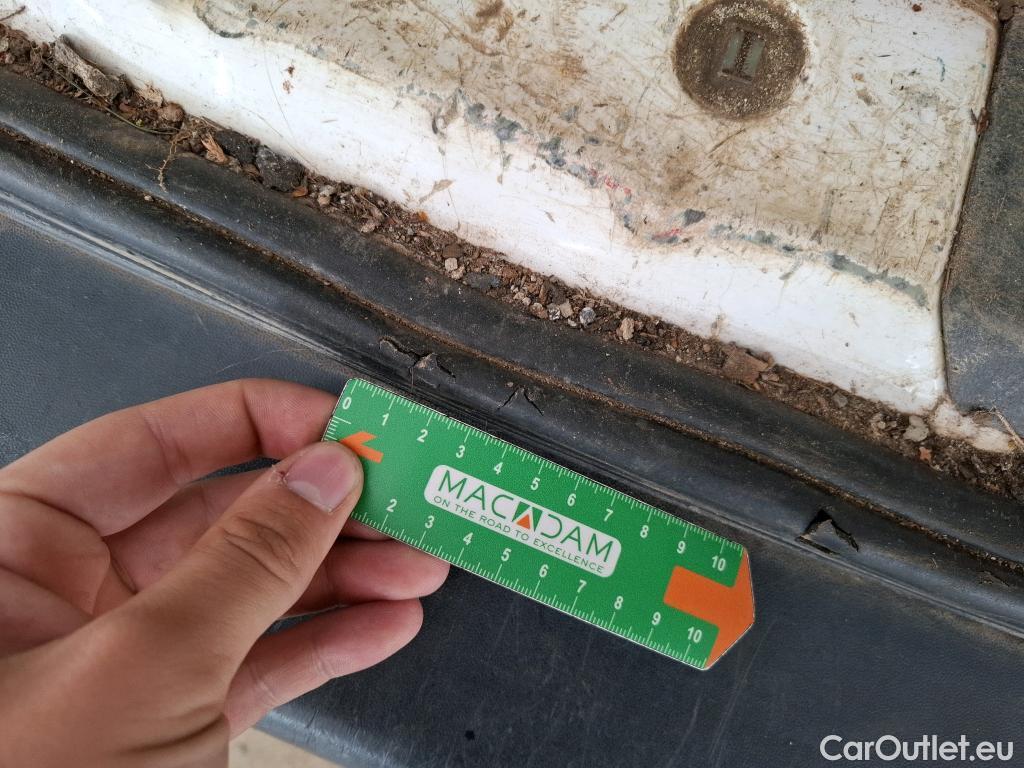 0 1 2 3 4 5 6 7 8 9 10
MACADAM
ON THE ROAD TO EXCELLENCE
2 3 4 5 6 7 8 9 10
CarOutlet.eu